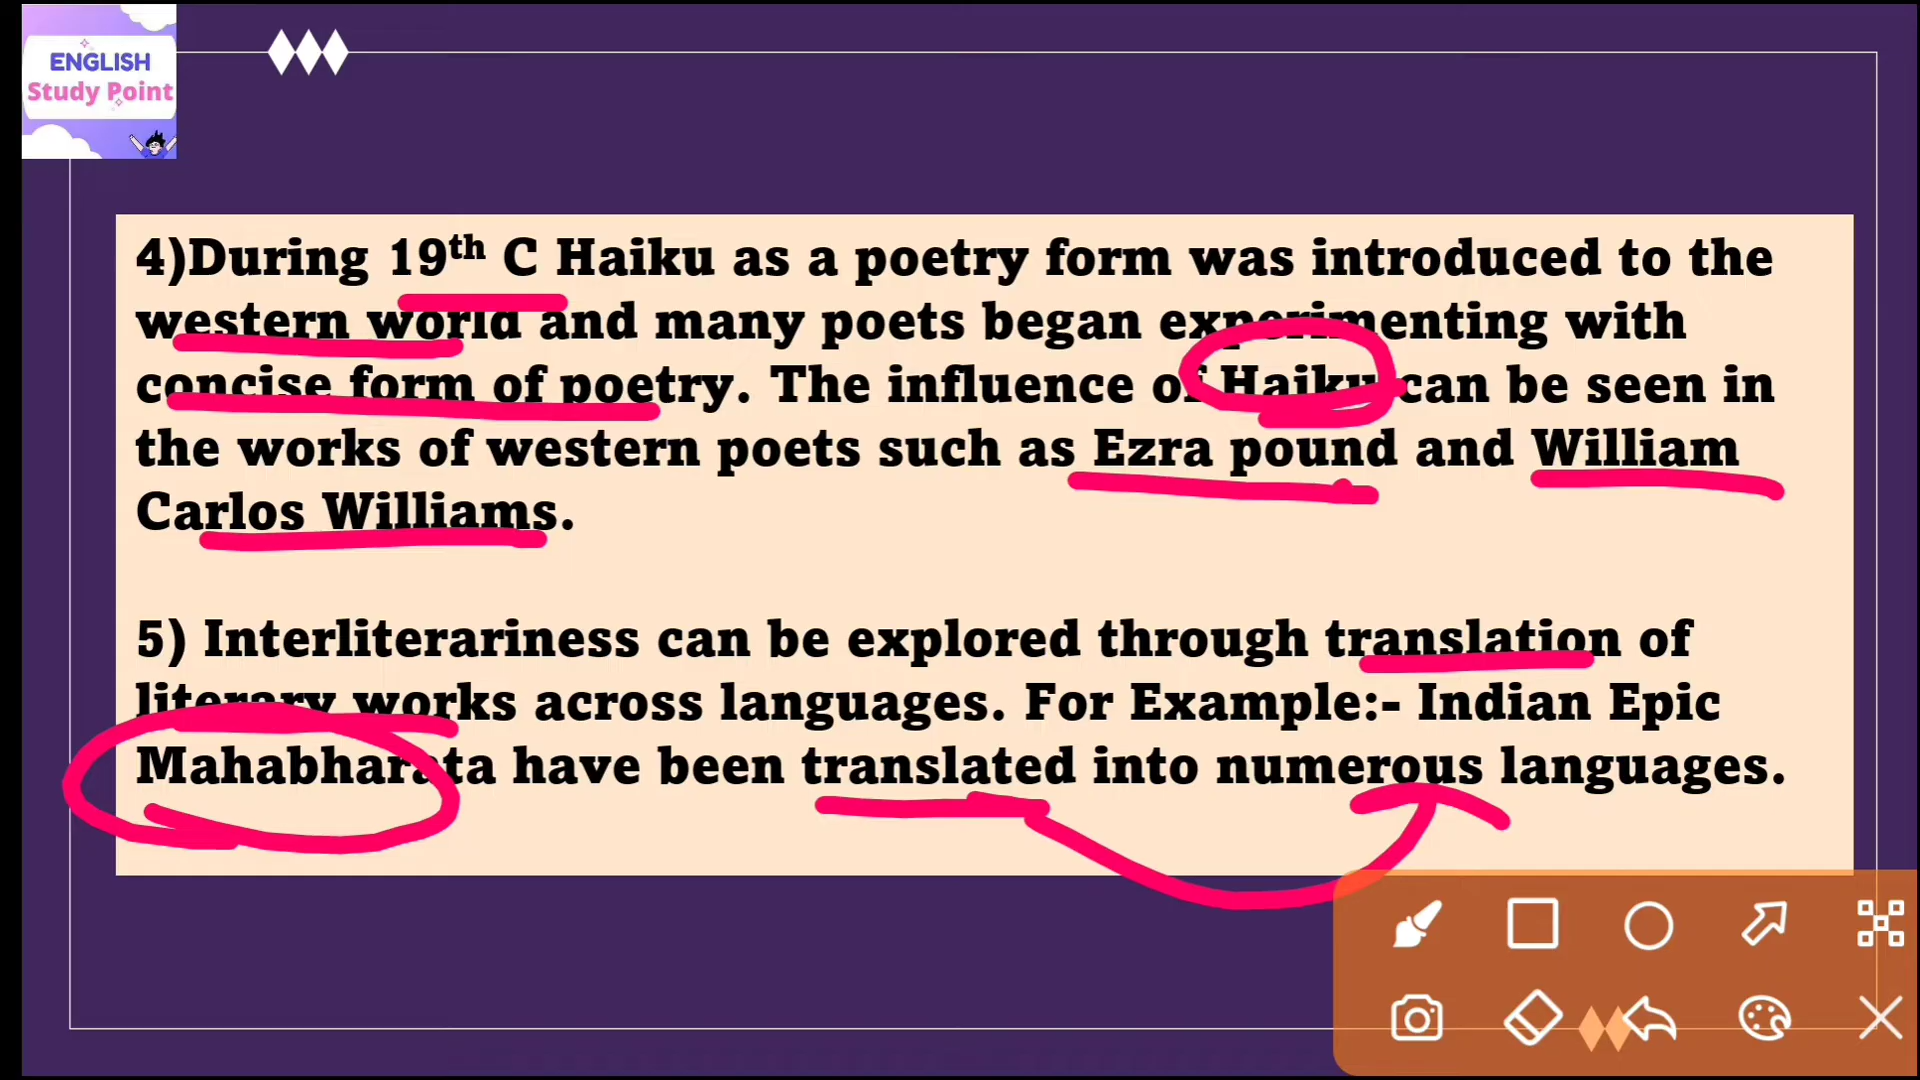 ENGLISH
Study Point
4)During 19th C Haiku as a poetry form was introduced to the
western world and many poets began experimenting with
concise form of poetry. The influence of Haiku can be seen in
the works of western poets such as Ezra pound and William
Carlos Williams.
5) Interliterariness can be explored through translation of
literary works across languages. For Example:- Indian Epic
Mahabharata have been translated into numerous languages.